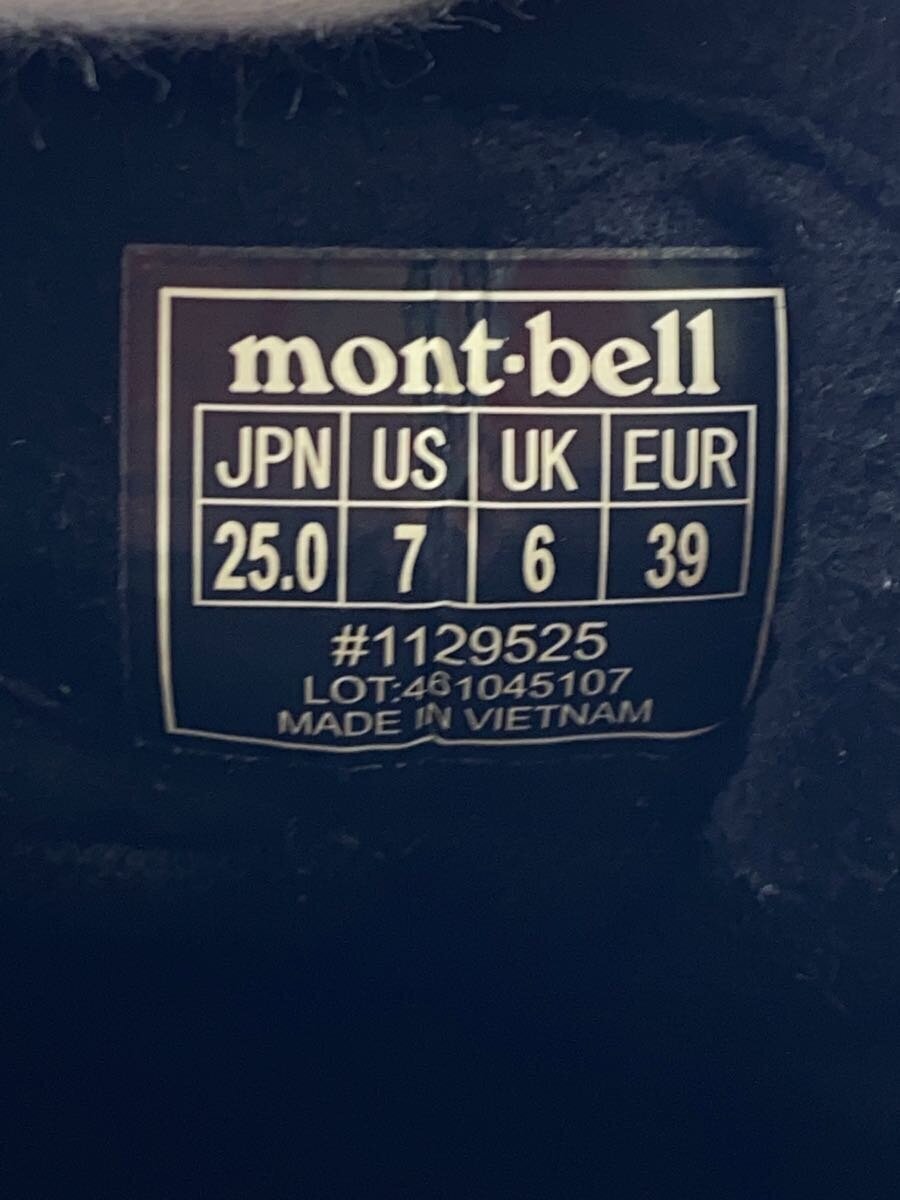 mont·bell
JPN US UK EUR
25.0 7 6 39
#1129525
LOT:461045107
MADE IN VIETNAM